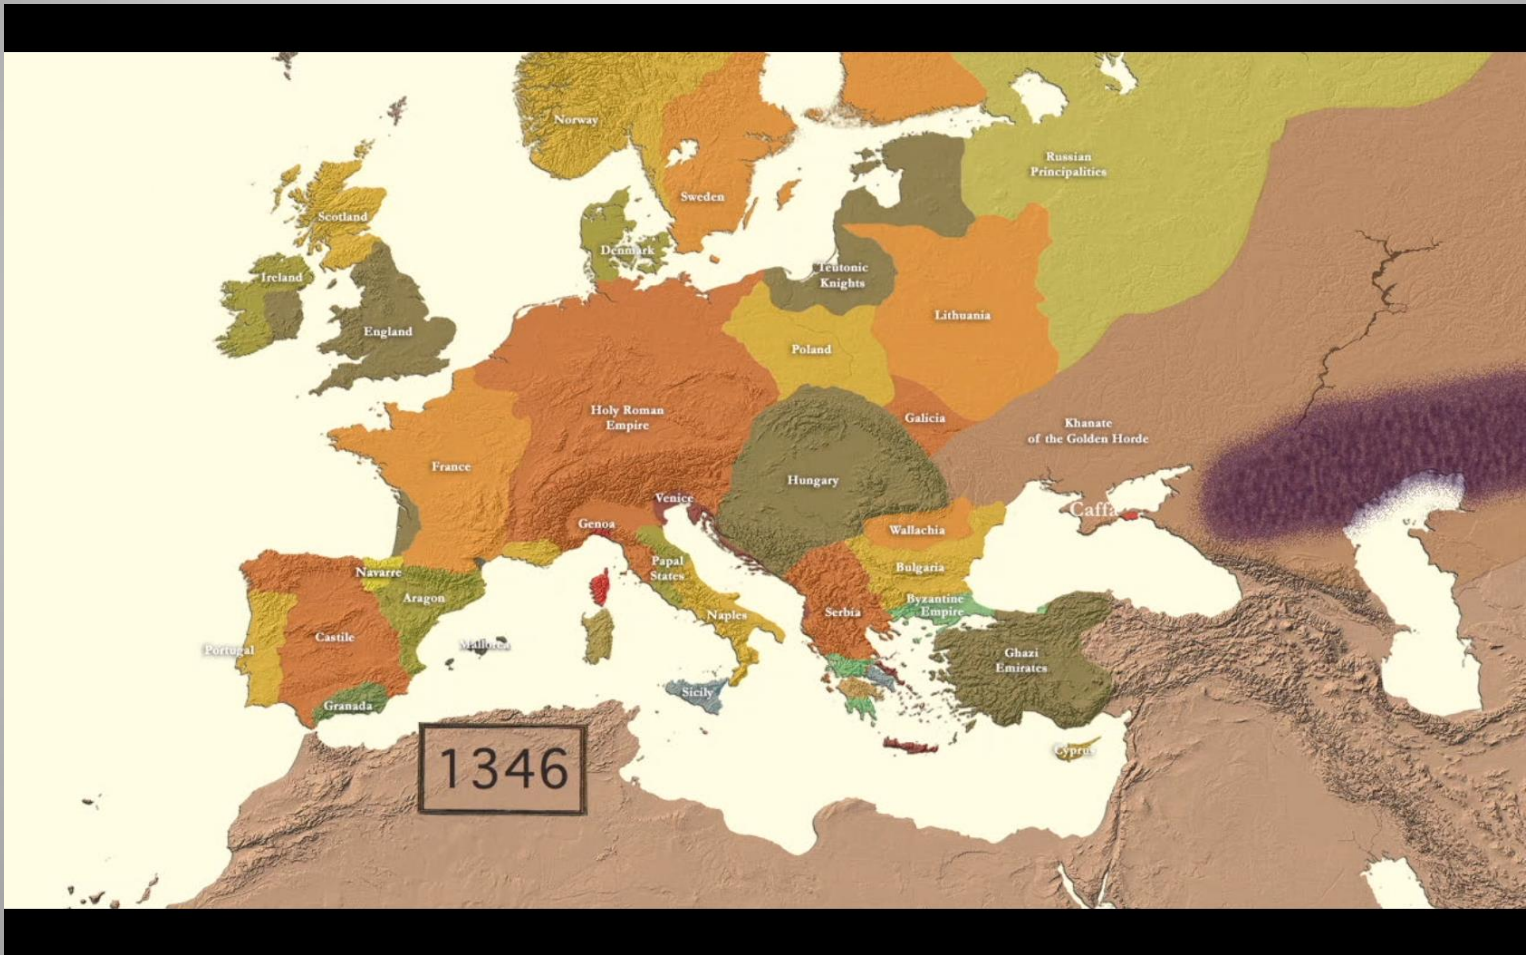 Norway
Russian
Principalities
Sweden
Scotland
Denmark
Ireland
Teutonic
Knights
England
Lithuania
Poland
Holy Roman
Empire
Galicia
Khanate
of the Golden Horde
France
Hungary
Venice
Caffa
Genoa
Wallachia
Papal
States
Bulgaria
Navarre
Aragon
Byzantine
Empire
Serbia
Naples
Castile
Portugal
Mallorca
Ghazi
Emirates
Sicily
Granada
Cyprus
1346